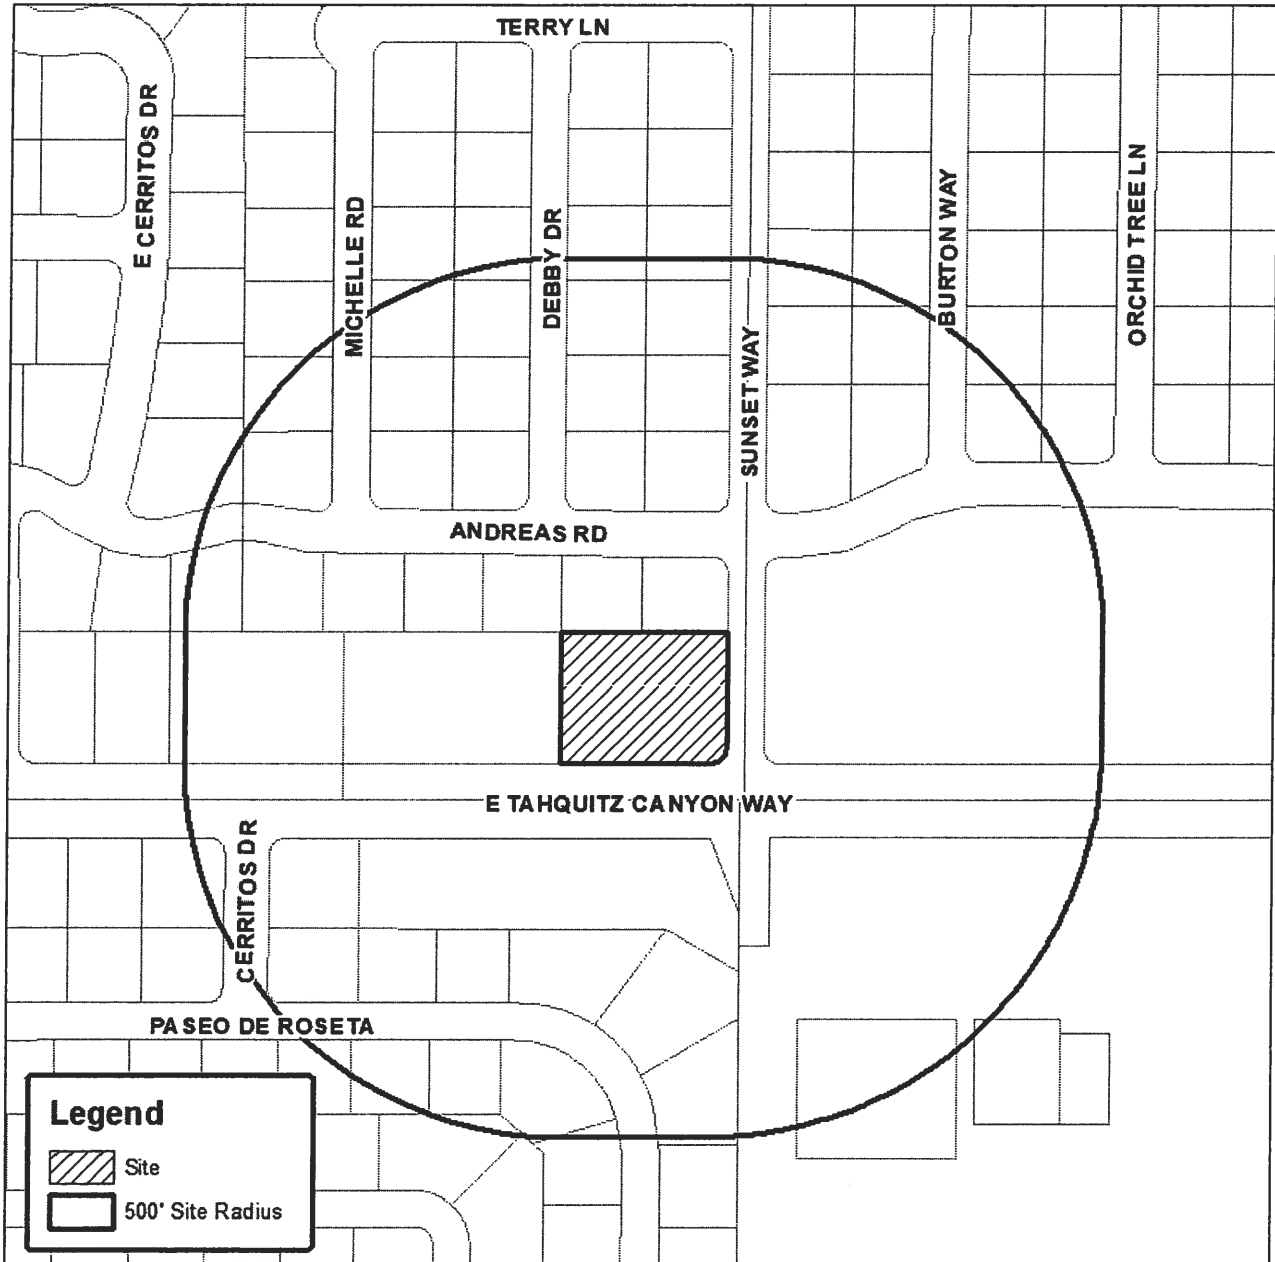 TERRY LN
E CERRITOS DR
MICHELLE RD
DEBBY DR
SUNSET WAY
BURTON WAY
ORCHID TREE LN
ANDREAS RD
E TAHQUITZ CANYON WAY
CERRITOS DR
PASEO DE ROSETA
Legend
Site
500' Site Radius